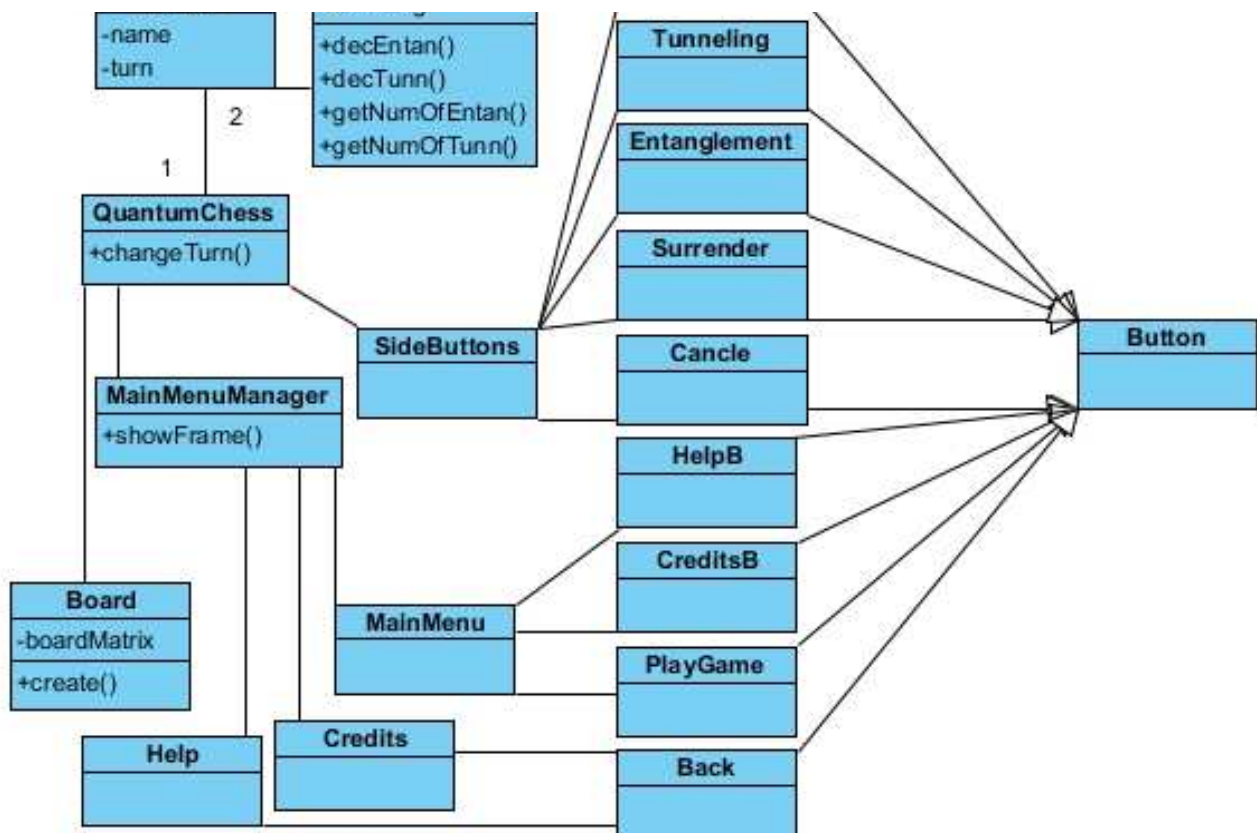 -name
-turn
+decEntan()
+decTunn()
+getNumOfEntan()
+getNumOfTunn()
2
1
QuantumChess
+changeTurn()
Tunneling
Entanglement
Surrender
SideButtons
Cancle
Button
MainMenuManager
+showFrame()
HelpB
CreditsB
Board
-boardMatrix
+create()
MainMenu
PlayGame
Help
Credits
Back